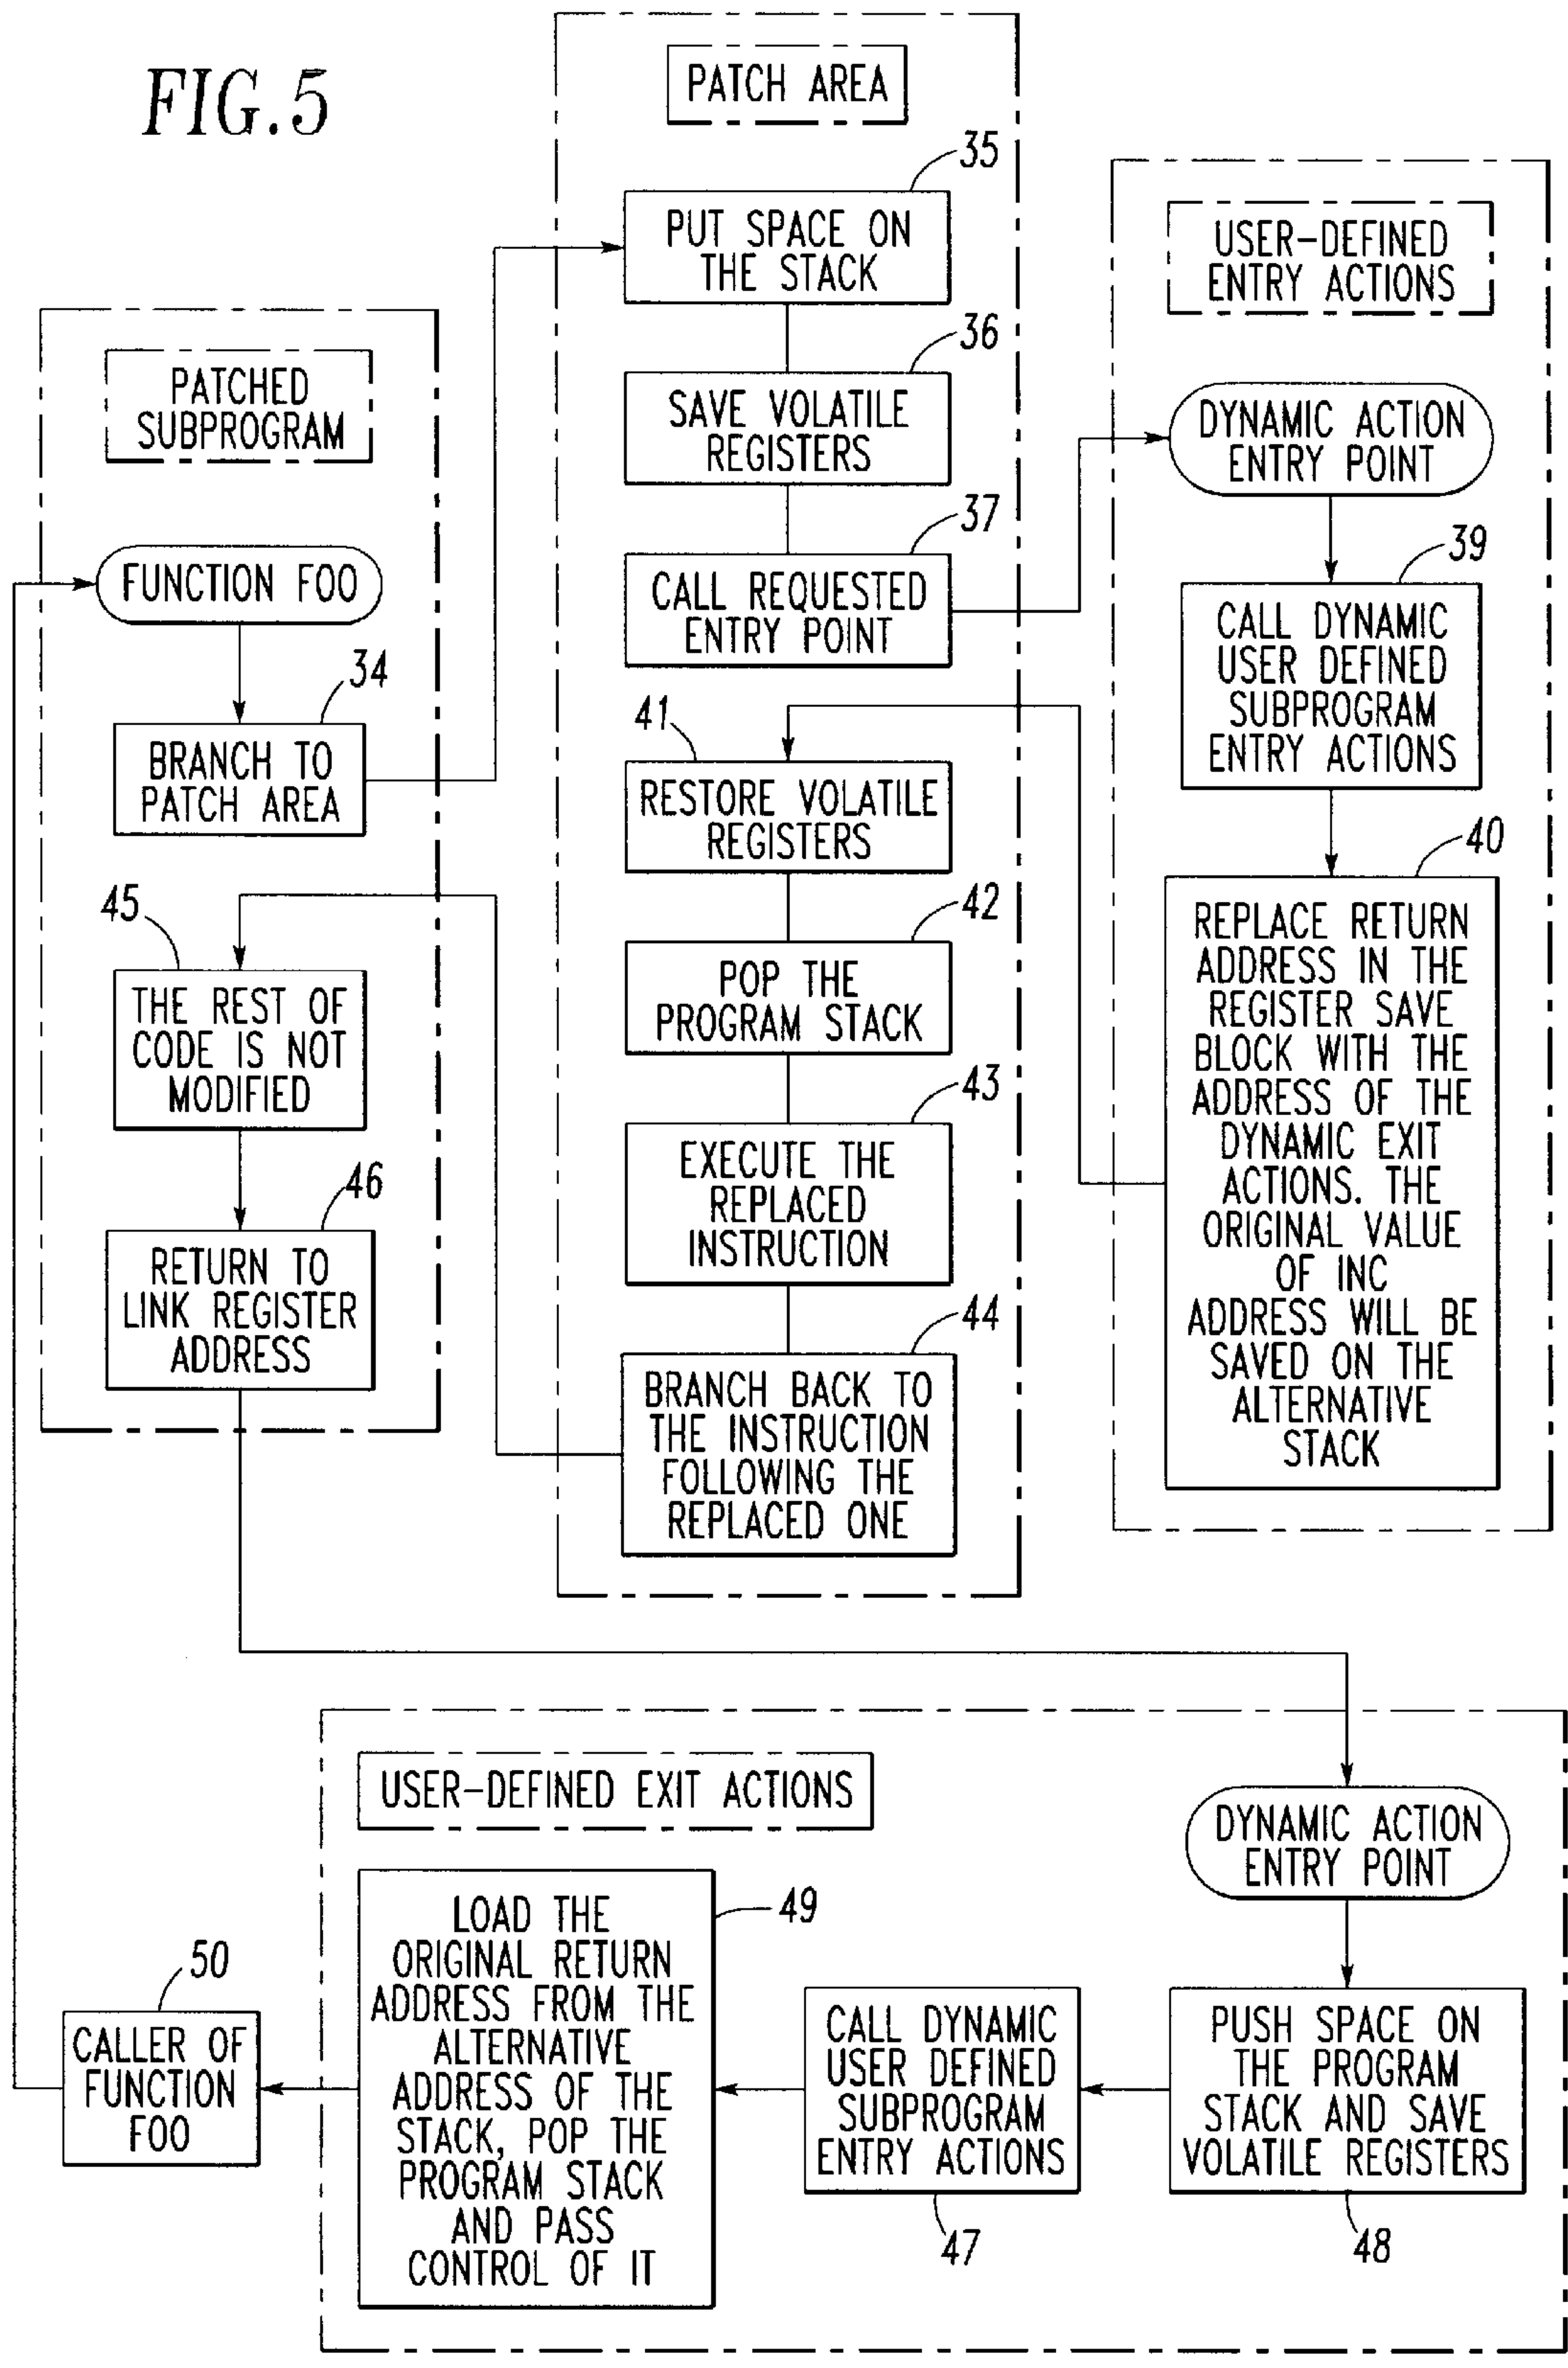 FIG.5
PATCH AREA
35
PUT SPACE ON
THE STACK
36
SAVE VOLATILE
REGISTERS
37
CALL REQUESTED
ENTRY POINT
41
RESTORE VOLATILE
REGISTERS
42
POP THE
PROGRAM STACK
43
EXECUTE THE
REPLACED
INSTRUCTION
44
BRANCH BACK TO
THE INSTRUCTION
FOLLOWING THE
REPLACED ONE
USER-DEFINED
ENTRY ACTIONS
DYNAMIC ACTION
ENTRY POINT
39
CALL DYNAMIC
USER DEFINED
SUBPROGRAM
ENTRY ACTIONS
40
REPLACE RETURN
ADDRESS IN THE
REGISTER SAVE
BLOCK WITH THE
ADDRESS OF THE
DYNAMIC EXIT
ACTIONS. THE
ORIGINAL VALUE
OF INC
ADDRESS WILL BE
SAVED ON THE
ALTERNATIVE
STACK
PATCHED
SUBPROGRAM
FUNCTION FOO
34
BRANCH TO
PATCH AREA
45
THE REST OF
CODE IS NOT
MODIFIED
46
RETURN TO
LINK REGISTER
ADDRESS
USER-DEFINED EXIT ACTIONS
DYNAMIC ACTION
ENTRY POINT
PUSH SPACE ON
THE PROGRAM
STACK AND SAVE
VOLATILE REGISTERS
48
CALL DYNAMIC
USER DEFINED
SUBPROGRAM
ENTRY ACTIONS
47
49
LOAD THE
ORIGINAL RETURN
ADDRESS FROM THE
ALTERNATIVE
ADDRESS OF THE
STACK, POP THE
PROGRAM STACK
AND PASS
CONTROL OF IT
50
CALLER OF
FUNCTION
FOO